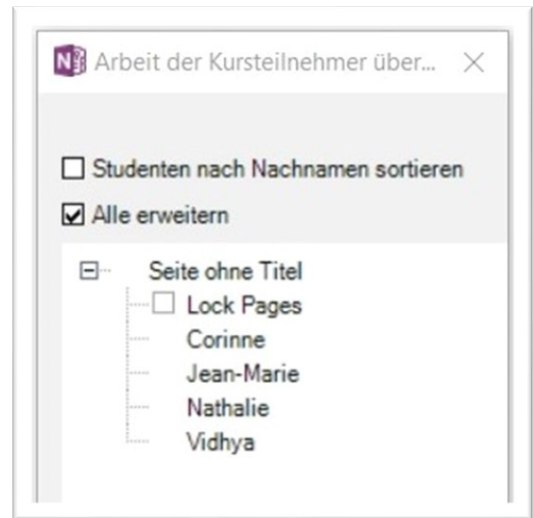 Arbeit der Kursteilnehmer über...
Studenten nach Nachnamen sortieren
Alle erweitern
Seite ohne Titel
Lock Pages
Corinne
Jean-Marie
Nathalie
Vidhya